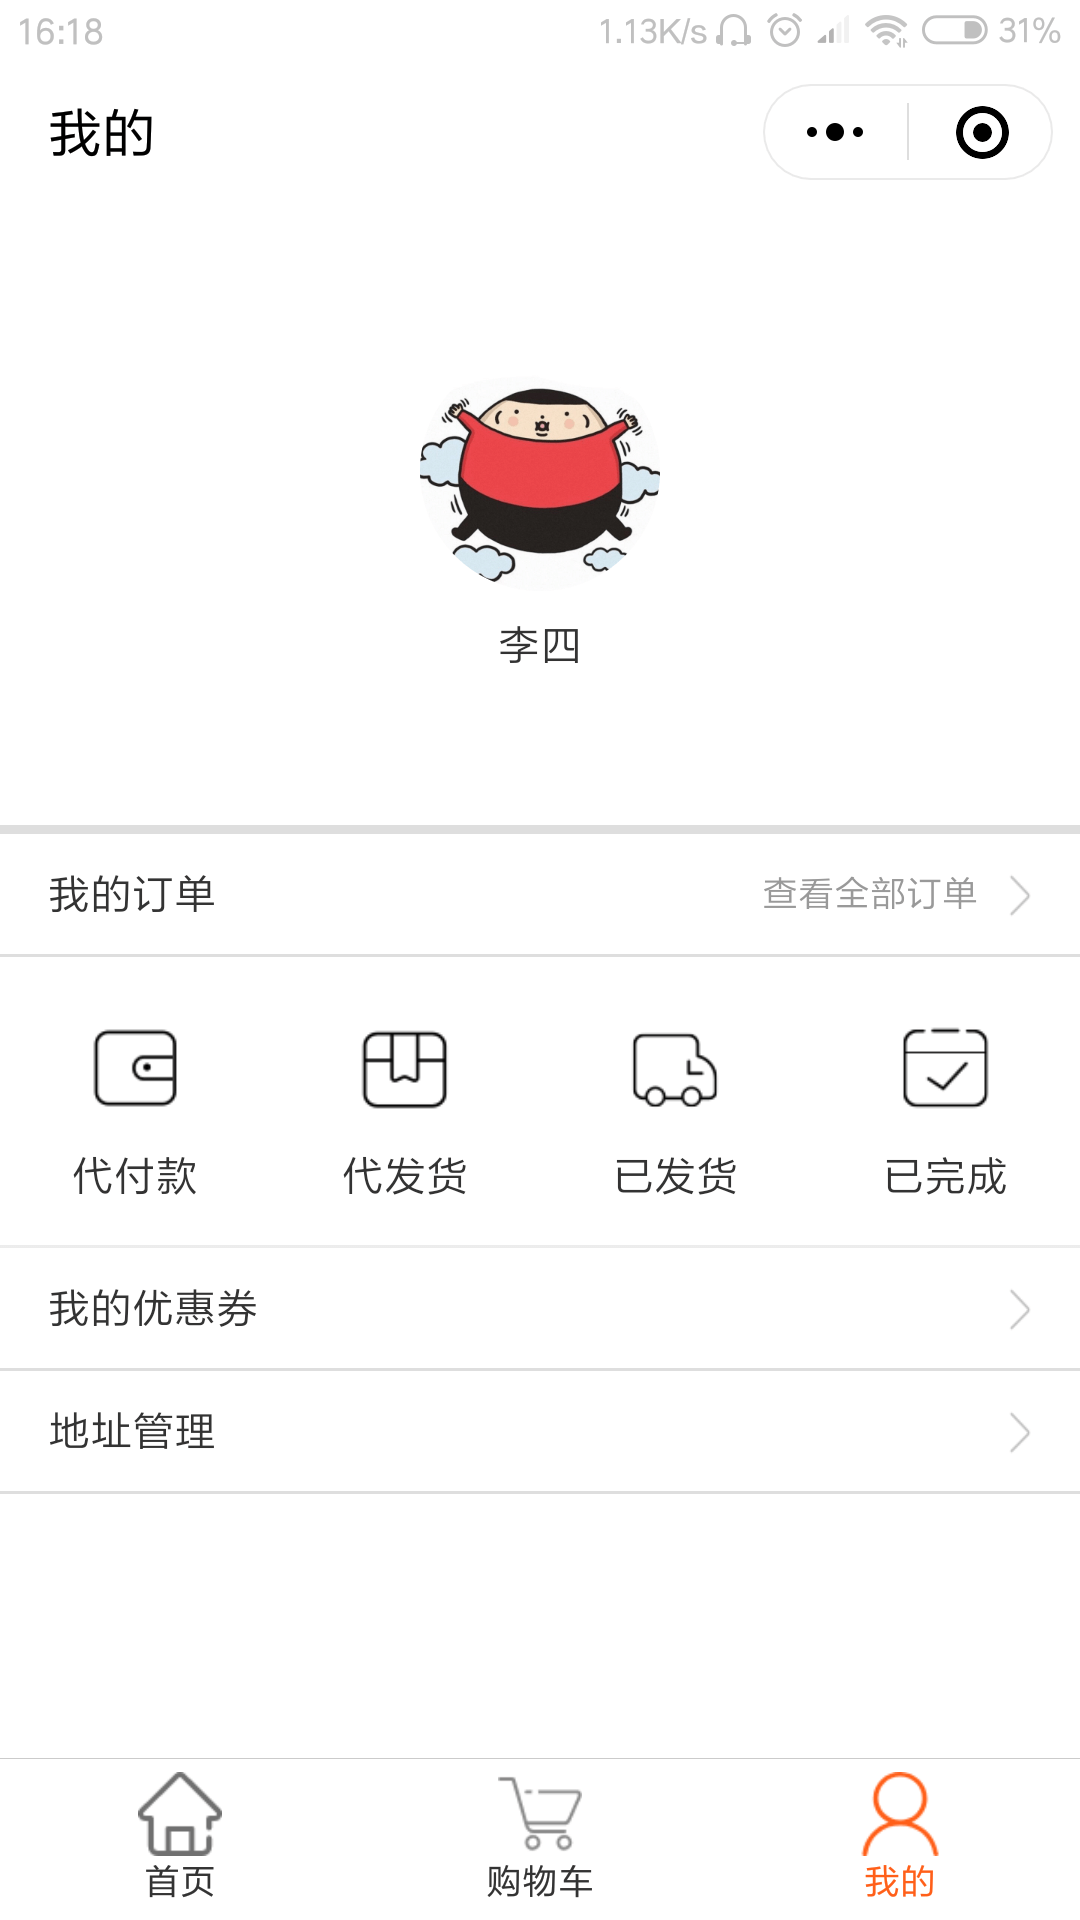 16:18 1.13K/s 31%
我的
李四
我的订单 查看全部订单
代付款 代发货 已发货 已完成
我的优惠券
地址管理
首页 购物车 我的